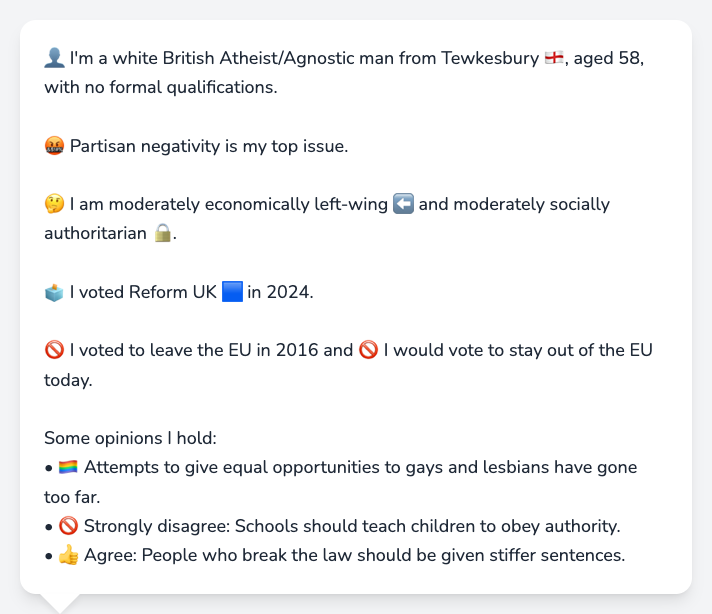 👤 I'm a white British Atheist/Agnostic man from Tewkesbury 🏴󠁧󠁢󠁥󠁮󠁧󠁿, aged 58,
with no formal qualifications.
🤬 Partisan negativity is my top issue.
🤔 I am moderately economically left-wing ⬅️ and moderately socially
authoritarian 🔒.
🗳️ I voted Reform UK 🟦 in 2024.
🚫 I voted to leave the EU in 2016 and 🚫 I would vote to stay out of the EU
today.
Some opinions I hold:
• 🏳️‍🌈 Attempts to give equal opportunities to gays and lesbians have gone
too far.
• 🚫 Strongly disagree: Schools should teach children to obey authority.
• 👍 Agree: People who break the law should be given stiffer sentences.